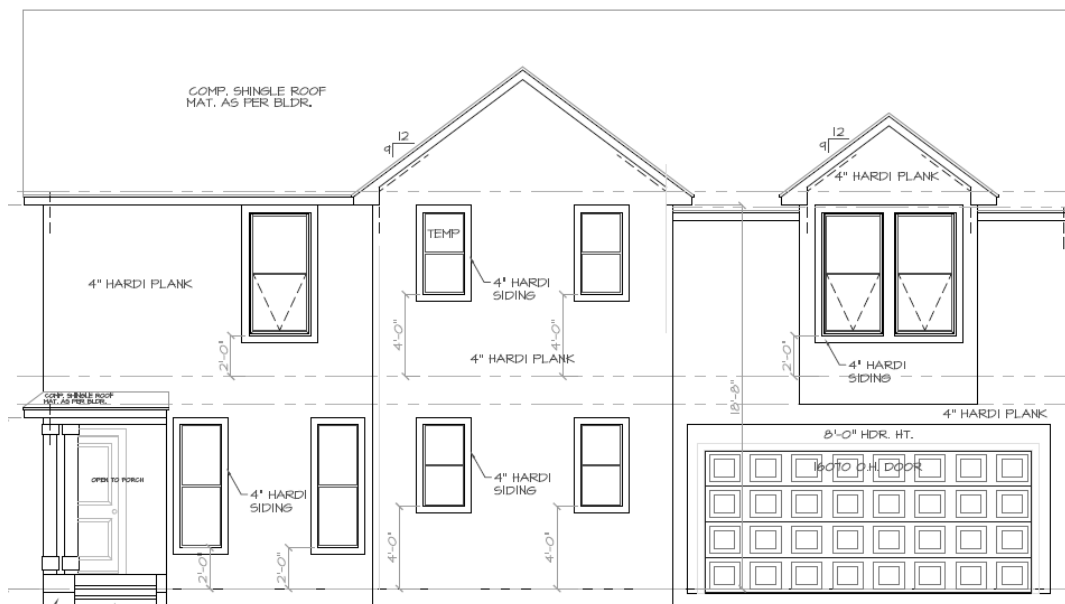 COMP. SHINGLE ROOF
MAT. AS PER BLDR.
12
9
12
9
4" HARDI PLANK
TEMP
4" HARDI PLANK
4" HARDI
SIDING
2'-0"
4'-0"
4'-0"
2'-0"
4" HARDI PLANK
4" HARDI
SIDING
18'-8"
COMP. SHINGLE ROOF
MAT. AS PER BLDR.
4" HARDI PLANK
8'-0" HDR. HT.
16070 O.H. DOOR
OPEN TO PORCH
4" HARDI
SIDING
4" HARDI
SIDING
2'-0"
2'-0"
4'-0"
4'-0"